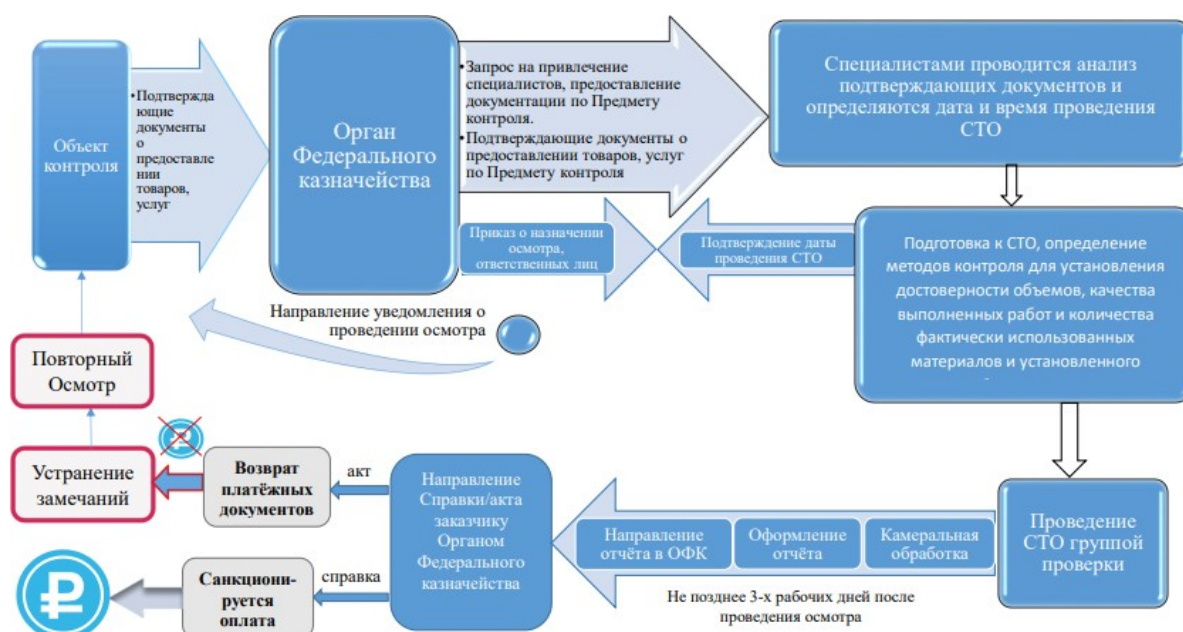 Объект
контроля
•Подтвержда
ющие
документы
о
предоставле
нии
товаров,
услуг
Орган
Федерального
казначейства
•Запрос на привлечение
специалистов, предоставление
документации по Предмету
контроля.
•Подтверждающие документы о
предоставлении товаров, услуг
по Предмету контроля
Специалистами проводится анализ
подтверждающих документов и
определяются дата и время проведения
СТО
Приказ о назначении
осмотра,
ответственных лиц
Подтверждение даты
проведения СТО
Подготовка к СТО, определение
методов контроля для установления
достоверности объемов, качества
выполненных работ и количества
фактически использованных
материалов и установленного
Направление уведомления о
проведении осмотра
Повторный
Осмотр
Устранение
замечаний
Возврат
платёжных
документов
акт
Направление
Справки/акта
заказчику
Органом
Федерального
казначейства
Направление
отчёта в ОФК
Оформление
отчёта
Камеральная
обработка
Проведение
СТО группой
проверки
Санкциони-
руется
оплата
справка
Не позднее 3-х рабочих дней после
проведения осмотра